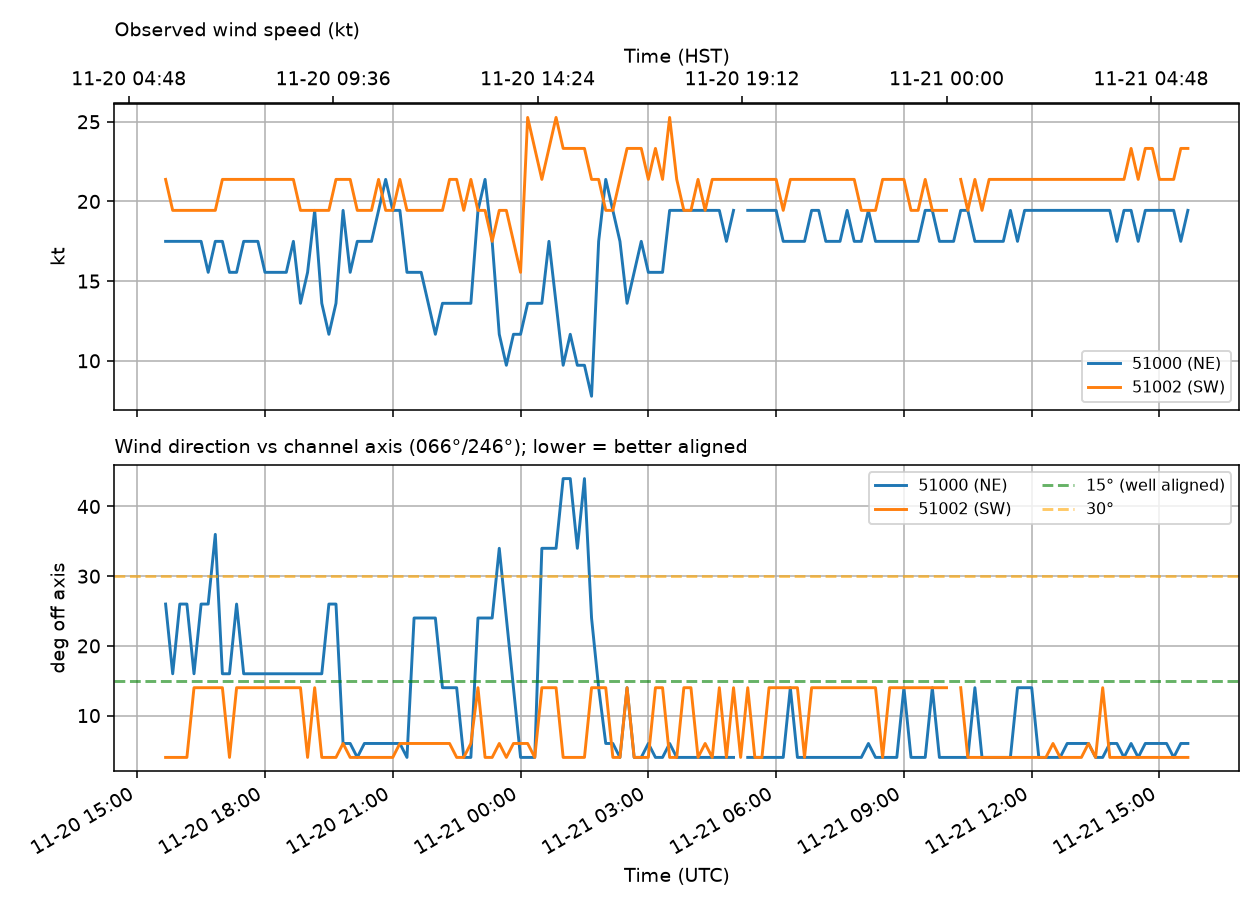 Observed wind speed (kt)
Time (HST)
11-20 04:48 11-20 09:36 11-20 14:24 11-20 19:12 11-21 00:00 11-21 04:48
25
20
15
10
kt
51000 (NE)
51002 (SW)
Wind direction vs channel axis (066°/246°); lower = better aligned
51000 (NE) 15° (well aligned)
51002 (SW) 30°
40
30
20
10
deg off axis
11-20 15:00 11-20 18:00 11-20 21:00 11-21 00:00 11-21 03:00 11-21 06:00 11-21 09:00 11-21 12:00 11-21 15:00
Time (UTC)